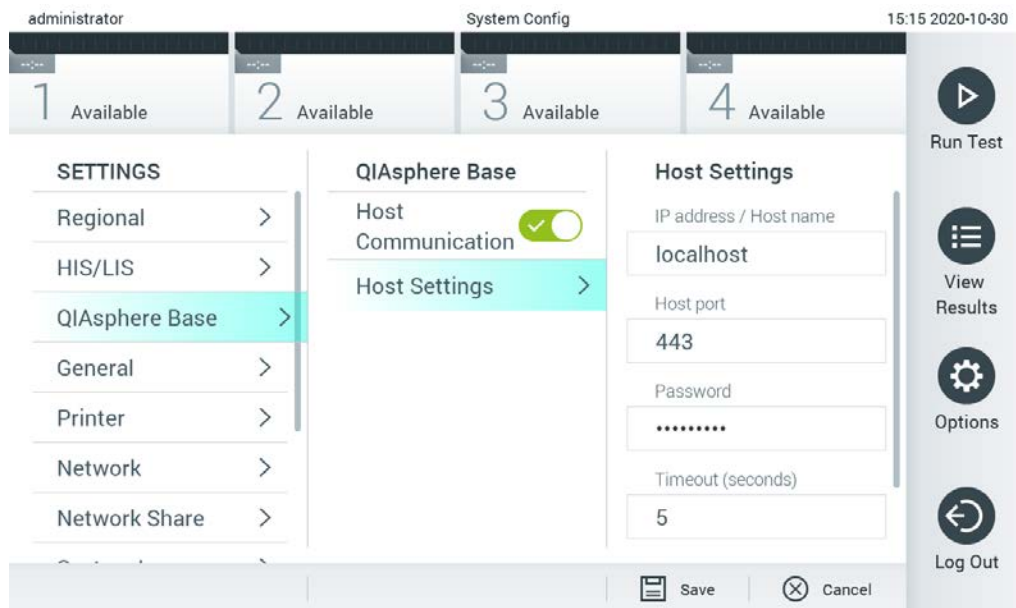 administrator
System Config
15:15 2020-10-30
--:--
--:--
--:--
--:--
1 Available
2 Available
3 Available
4 Available
Run Test
SETTINGS
Regional
HIS/LIS
QIAsphere Base
General
Printer
Network
Network Share
QIAsphere Base
Host
Communication
Host Settings
Host Settings
IP address / Host name
localhost
Host port
443
Password
•••••••••
Timeout (seconds)
5
View
Results
Options
Log Out
Save
Cancel